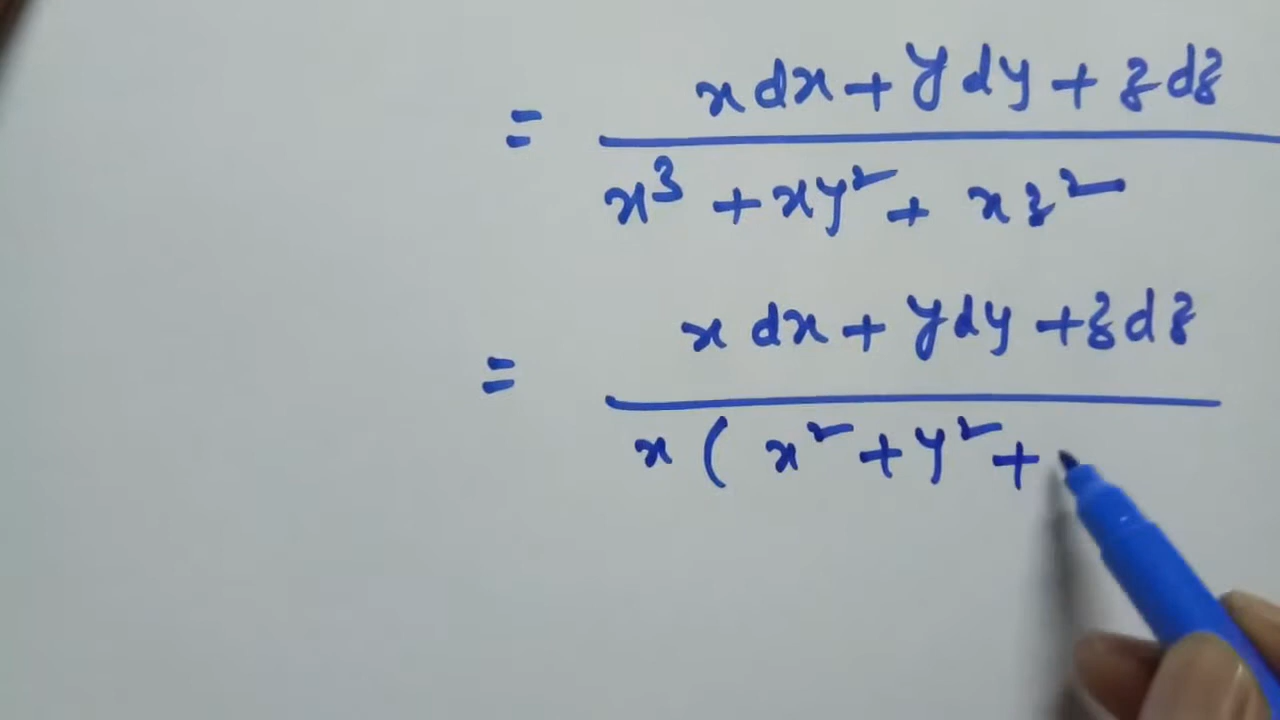 = x dx + y dy + z dz
x³ + xy² + xz²
= x dx + y dy + z dz
x ( x² + y² +